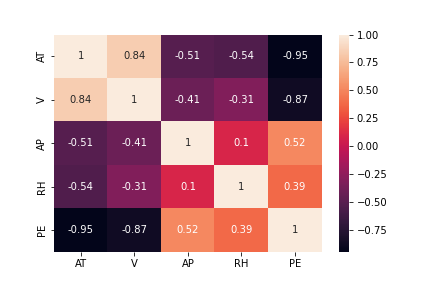 AT 1 0.84 -0.51 -0.54 -0.95
V 0.84 1 -0.41 -0.31 -0.87
AP -0.51 -0.41 1 0.1 0.52
RH -0.54 -0.31 0.1 1 0.39
PE -0.95 -0.87 0.52 0.39 1
AT V AP RH PE
1.00
0.75
0.50
0.25
0.00
−0.25
−0.50
−0.75